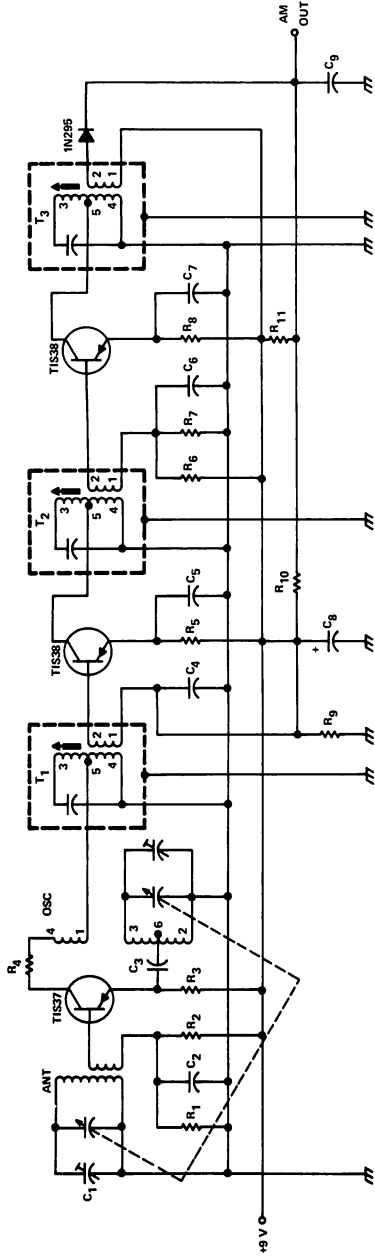 AM
OUT
C9
1N295
T3
3
5
4
2
1
TIS38
C7
R8
R11
C6
R7
R6
T2
3
5
4
2
1
R10
TIS38
C5
R5
C4
C8
+
R9
T1
3
5
4
2
1
OSC
R4
4
1
TIS37
3
6
2
C3
R3
R2
C2
R1
ANT
C1
+9 V